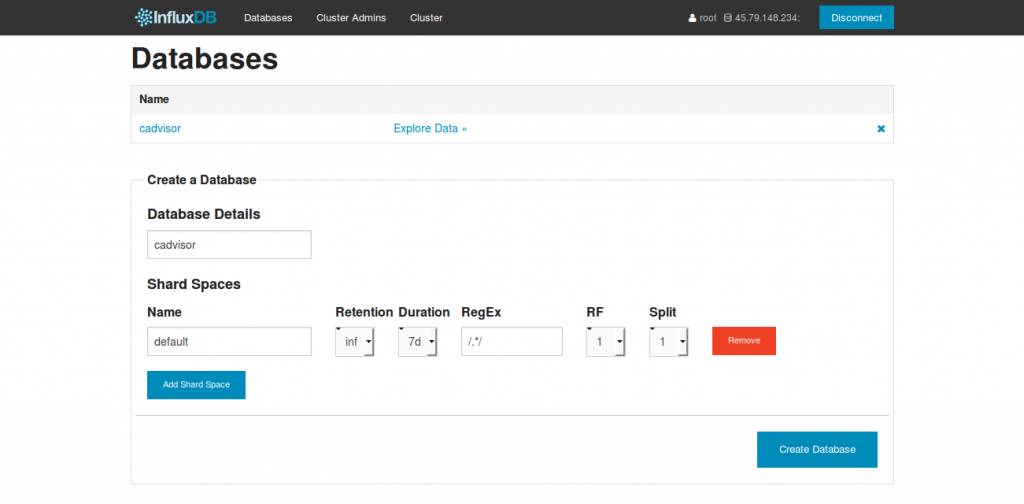 InfluxDB Databases Cluster Admins Cluster root 45.79.148.234: Disconnect
Databases
Name
cadvisor Explore Data »
Create a Database
Database Details
cadvisor
Shard Spaces
Name Retention Duration RegEx RF Split
default inf 7d /.*/ 1 1 Remove
Add Shard Space
Create Database